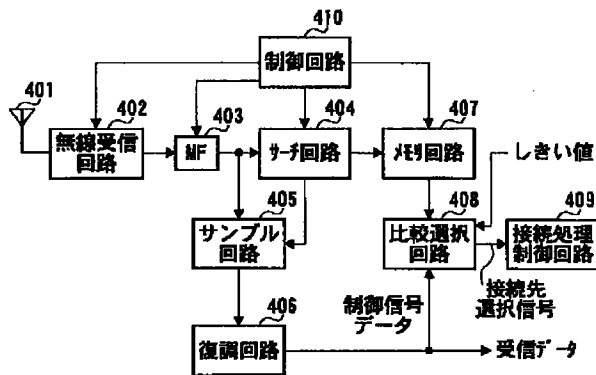 410
制御回路
401
402
無線受信
回路
403
MF
404
サーチ回路
407
メモリ回路
しきい値
405
サンプル
回路
408
比較選択
回路
409
接続処理
制御回路
接続先
選択信号
制御信号
データ
406
復調回路
受信データ